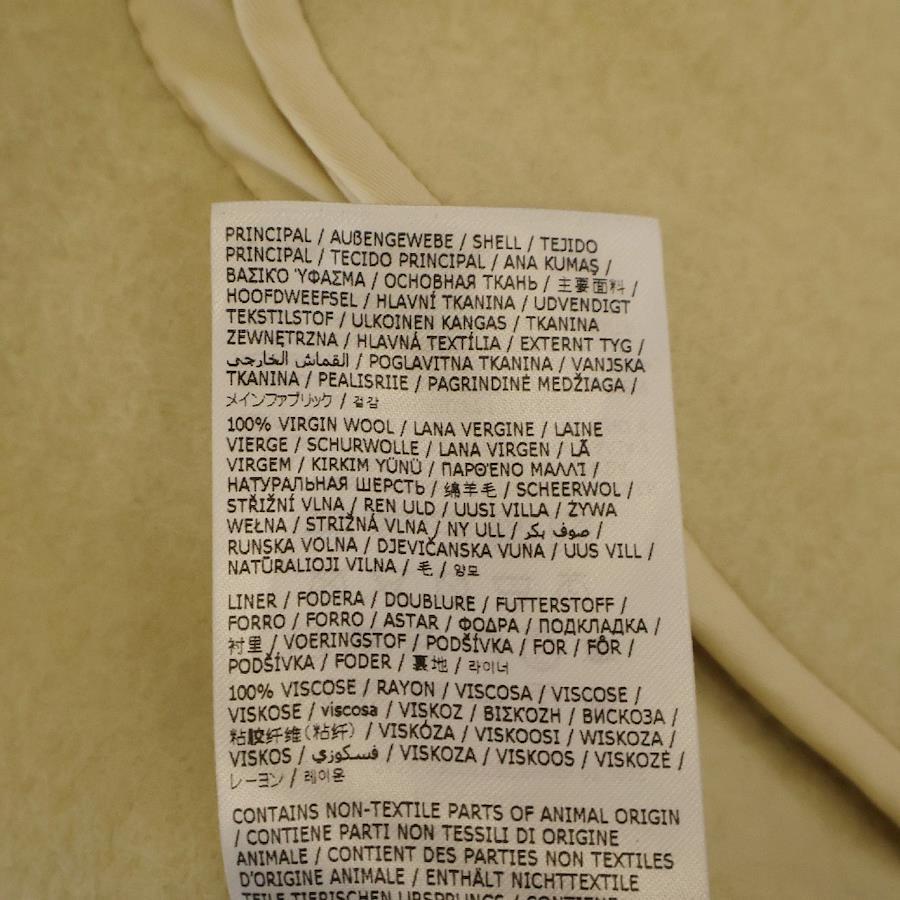 PRINCIPAL / AUßENGEWEBE / SHELL / TEJIDO
PRINCIPAL / TECIDO PRINCIPAL / ANA KUMAŞ /
ΒΑΣΙΚΌ ΎΦΑΣΜΑ / ОСНОВНАЯ ТКАНЬ / 主要面料 /
HOOFDWEEFSEL / HLAVNÍ TKANINA / UDVENDIGT
TEKSTILSTOF / ULKOINEN KANGAS / TKANINA
ZEWNĘTRZNA / HLAVNÁ TEXTÍLIA / EXTERNT TYG /
القماش الخارجي / POGLAVITNA TKANINA / VANJSKA
TKANINA / PEALISRIIE / PAGRINDINĖ MEDŽIAGA /
メインファブリック / 겉감
100% VIRGIN WOOL / LANA VERGINE / LAINE
VIERGE / SCHURWOLLE / LANA VIRGEN / LÃ
VIRGEM / KIRKIM YÜNÜ / ΠΑΡΘΈΝΟ ΜΑΛΛΊ /
НАТУРАЛЬНАЯ ШЕРСТЬ / 绵羊毛 / SCHEERWOL /
STŘIŽNÍ VLNA / REN ULD / UUSI VILLA / ŻYWA
WEŁNA / STRIŽNÁ VLNA / NY ULL / صوف بكر /
RUNSKA VOLNA / DJEVIČANSKA VUNA / UUS VILL /
NATŪRALIOJI VILNA / 毛 / 양모
LINER / FODERA / DOUBLURE / FUTTERSTOFF /
FORRO / FORRO / ASTAR / ΦΟΔΡΑ / ПОДКЛАДКА /
衬里 / VOERINGSTOF / PODŠÍVKA / FOR / FÔR /
PODŠÍVKA / FODER / 裏地 / 라이너
100% VISCOSE / RAYON / VISCOSA / VISCOSE /
VISKOSE / viscosa / VISKOZ / ΒΙΣΚΌΖΗ / ВИСКОЗА /
粘胶纤维(粘纤) / VISKÓZA / VISKOOSI / WISKOZA /
VISKOS / فسكوزي / VISKOZA / VISKOOS / VISKOZĖ /
レーヨン / 레이온
CONTAINS NON-TEXTILE PARTS OF ANIMAL ORIGIN
/ CONTIENE PARTI NON TESSILI DI ORIGINE
ANIMALE / CONTIENT DES PARTIES NON TEXTILES
D'ORIGINE ANIMALE / ENTHÄLT NICHTTEXTILE
TEILE TIERISCHEN URSPRUNGS / CONTIENE